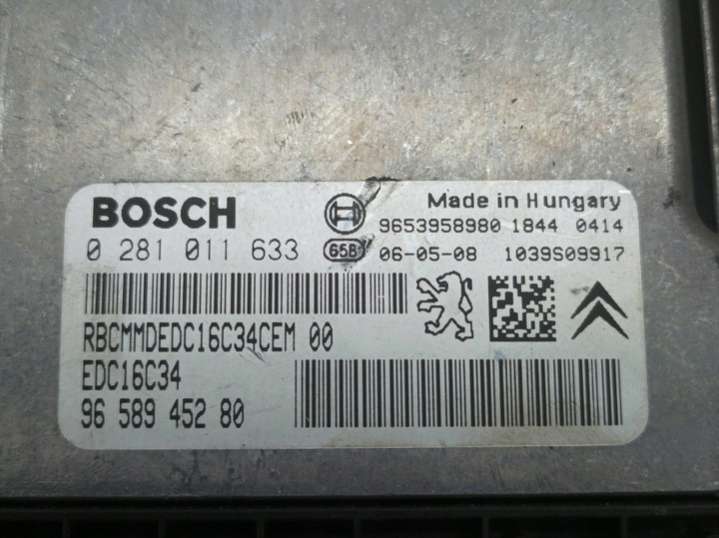 BOSCH
Made in Hungary
9653958980 1844 0414
0 281 011 633
65B
06-05-08 1039S09917
RBCMMDEDC16C34CEM 00
EDC16C34
96 589 452 80